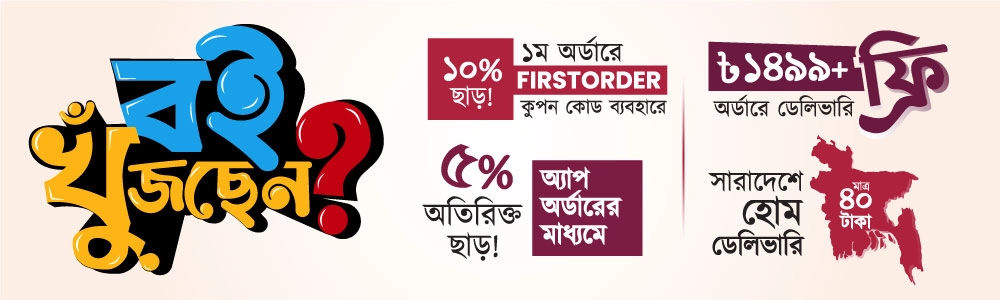 বই
খুঁজছেন?
১০%
ছাড়!
১ম অর্ডারে
FIRSTORDER
কুপন কোড ব্যবহারে
৫%
অতিরিক্ত
ছাড়!
অ্যাপ
অর্ডারের
মাধ্যমে
৳১৪৯৯+
ফ্রি
অর্ডারে ডেলিভারি
সারাদেশে
হোম
ডেলিভারি
মাত্র
৪০
টাকা